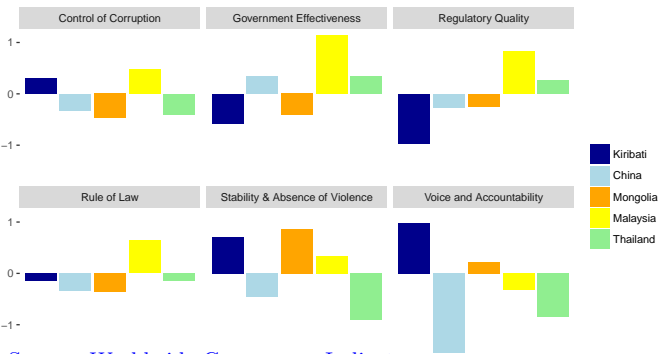 Control of Corruption Government Effectiveness Regulatory Quality
1
0
−1
Kiribati
China
Mongolia
Malaysia
Thailand
Rule of Law Stability & Absence of Violence Voice and Accountability
1
0
−1